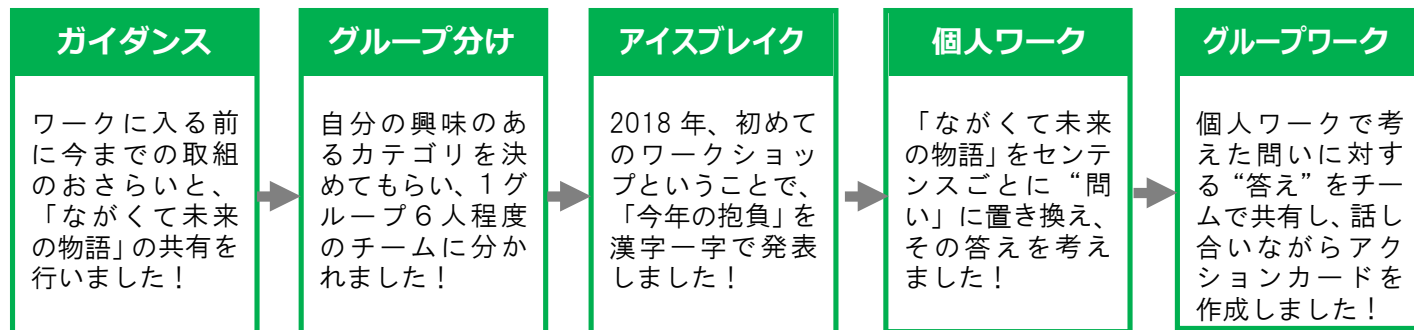 ガイダンス
ワークに入る前
に今までの取組
のおさらいと、
「ながくて未来
の物語」の共有を
行いました！
グループ分け
自分の興味のあ
るカテゴリを決
めてもらい、１グ
ループ６人程度
のチームに分か
れました！
アイスブレイク
2018 年、初めて
のワークショッ
プということで、
「今年の抱負」を
漢字一字で発表
しました！
個人ワーク
「ながくて未来
の物語」をセンテ
ンスごとに“問
い”に置き換え、
その答えを考え
ました！
グループワーク
個人ワークで考
えた問いに対す
る“答え”をチー
ムで共有し、話し
合いながらアク
ションカードを
作成しました！